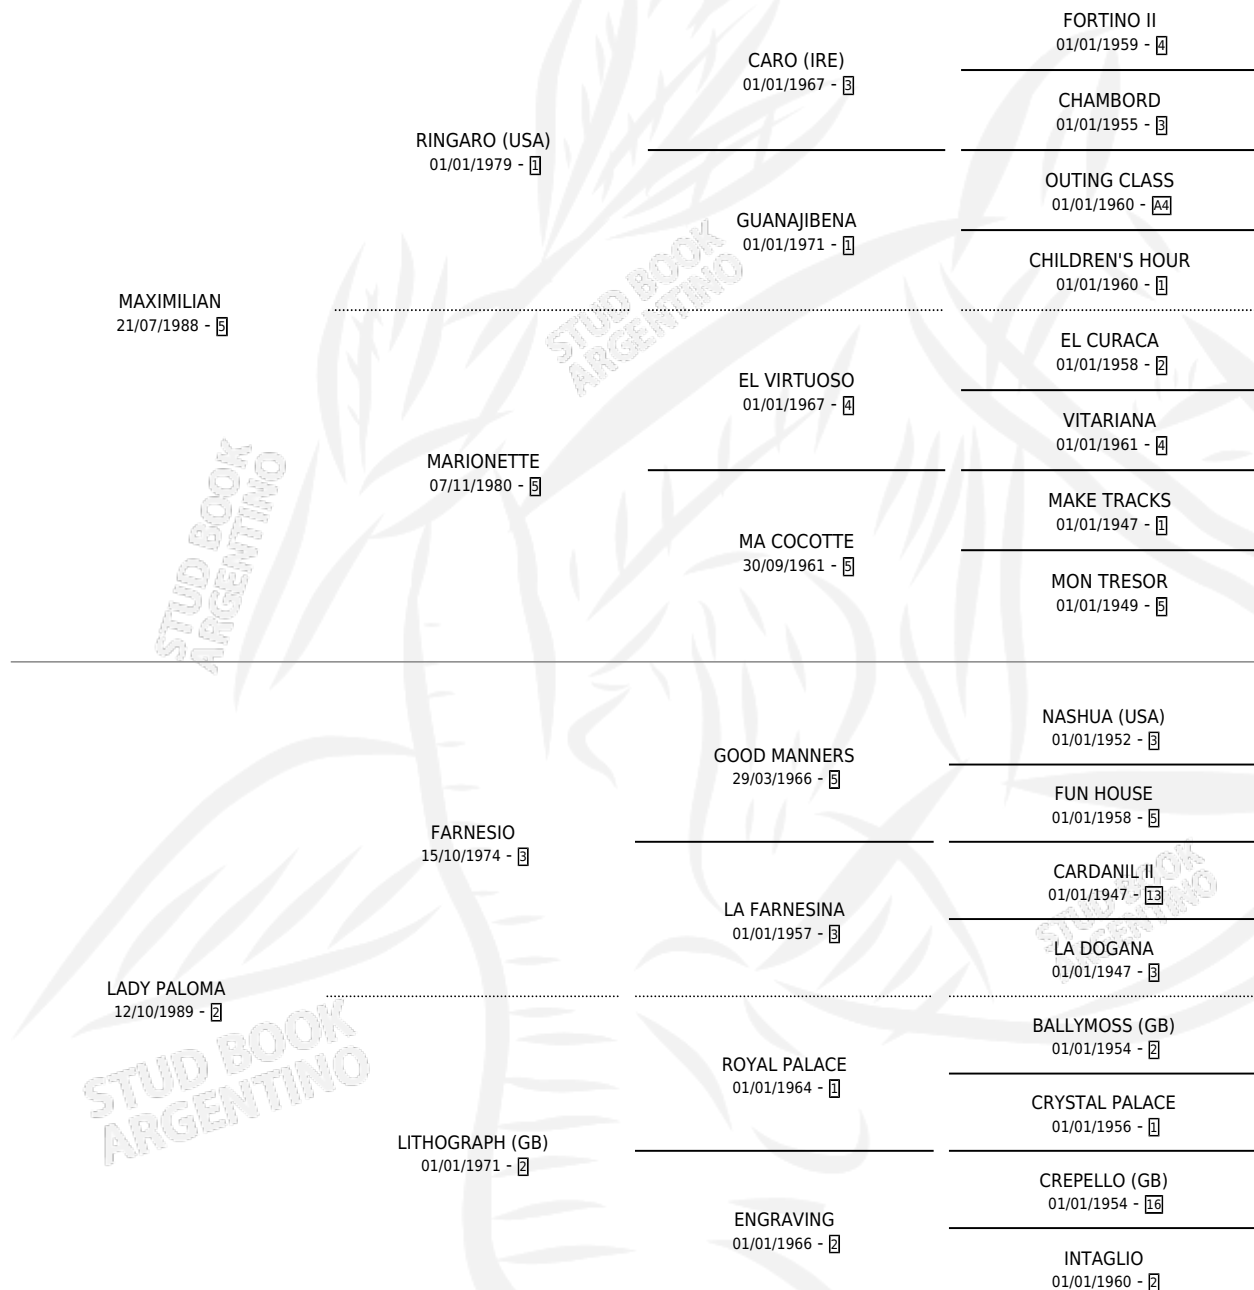 FORTINO II
01/01/1959 - 4
CARO (IRE)
01/01/1967 - 3
CHAMBORD
01/01/1955 - 3
RINGARO (USA)
01/01/1979 - 1
OUTING CLASS
01/01/1960 - A4
GUANAJIBENA
01/01/1971 - 1
CHILDREN'S HOUR
01/01/1960 - 1
MAXIMILIAN
21/07/1988 - 5
EL CURACA
01/01/1958 - 2
EL VIRTUOSO
01/01/1967 - 4
VITARIANA
01/01/1961 - 4
MARIONETTE
07/11/1980 - 5
MAKE TRACKS
01/01/1947 - 1
MA COCOTTE
30/09/1961 - 5
MON TRESOR
01/01/1949 - 5
NASHUA (USA)
01/01/1952 - 3
GOOD MANNERS
29/03/1966 - 5
FUN HOUSE
01/01/1958 - 5
FARNESIO
15/10/1974 - 3
CARDANIL II
01/01/1947 - 13
LA FARNESINA
01/01/1957 - 3
LA DOGANA
01/01/1947 - 3
LADY PALOMA
12/10/1989 - 2
BALLYMOSS (GB)
01/01/1954 - 2
ROYAL PALACE
01/01/1964 - 1
CRYSTAL PALACE
01/01/1956 - 1
LITHOGRAPH (GB)
01/01/1971 - 2
CREPELLO (GB)
01/01/1954 - 16
ENGRAVING
01/01/1966 - 2
INTAGLIO
01/01/1960 - 2
STUD BOOK
ARGENTINO
STUD BOOK
ARGENTINO
STUD BOOK
ARGENTINO
STUD BOOK
ARGENTINO